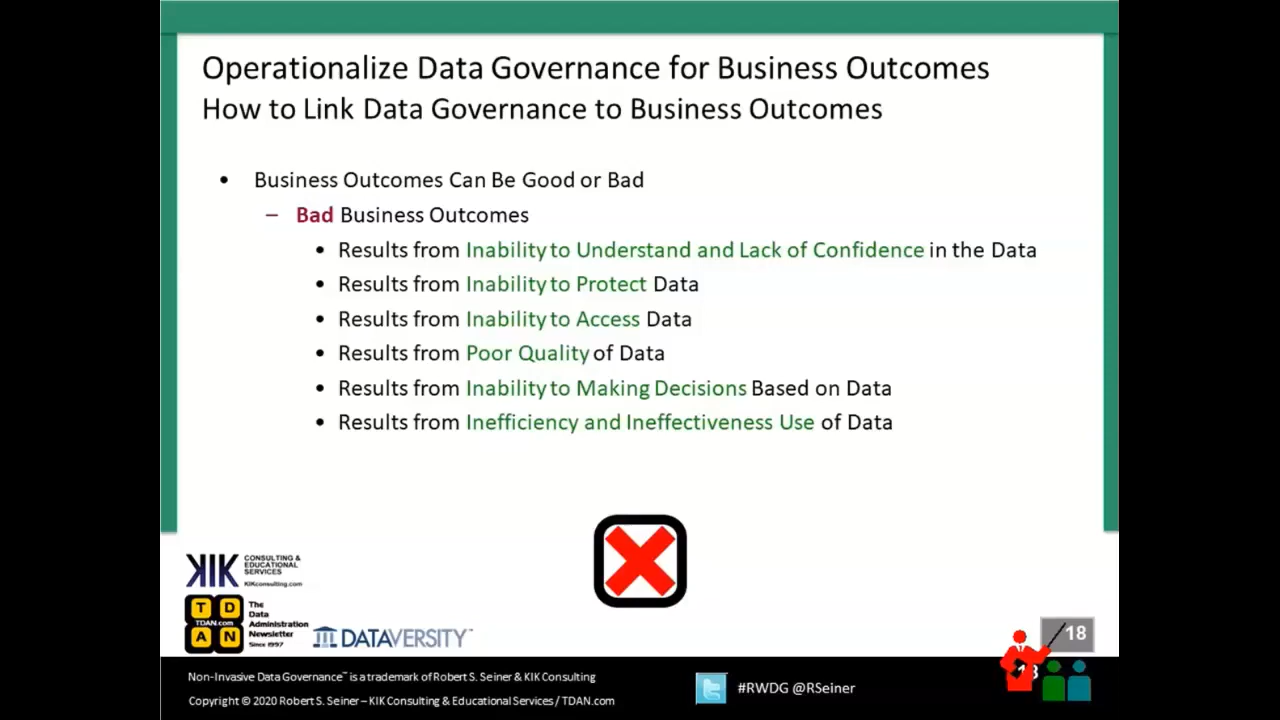 Operationalize Data Governance for Business Outcomes
How to Link Data Governance to Business Outcomes
• Business Outcomes Can Be Good or Bad
– Bad Business Outcomes
• Results from Inability to Understand and Lack of Confidence in the Data
• Results from Inability to Protect Data
• Results from Inability to Access Data
• Results from Poor Quality of Data
• Results from Inability to Making Decisions Based on Data
• Results from Inefficiency and Ineffectiveness Use of Data
KIK
CONSULTING &
EDUCATIONAL
SERVICES
KIKconsulting.com
T D
TDAN.com
A N
The
Data
Administration
Newsletter
Since 1997
DATAVERSITY™
18
Non-Invasive Data Governance™ is a trademark of Robert S. Seiner & KIK Consulting
Copyright © 2020 Robert S. Seiner – KIK Consulting & Educational Services / TDAN.com
#RWDG @RSeiner